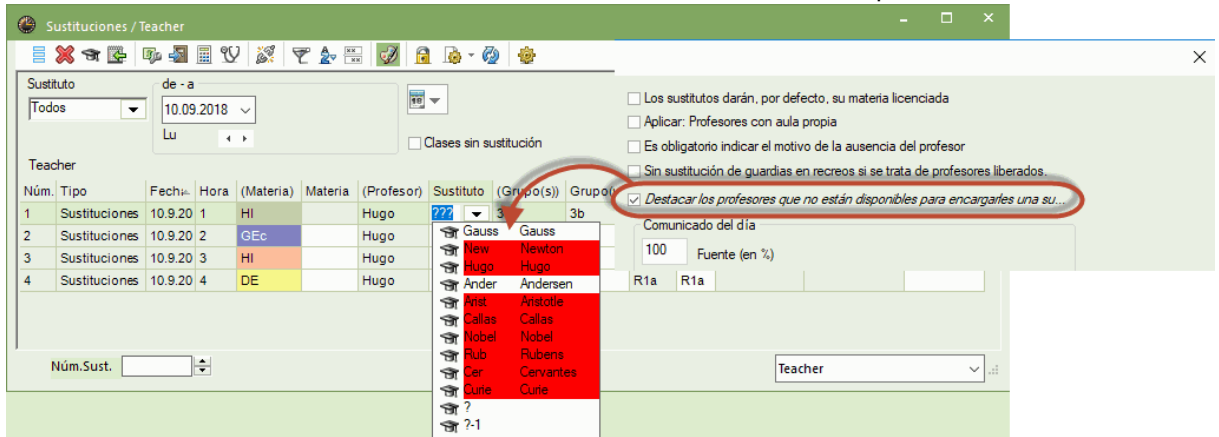 Sustituciones / Teacher
Sustituto
de - a
Todos
10.09.2018
Lu
Clases sin sustitución
Teacher
Núm. Tipo Fech Hora (Materia) Materia (Profesor) Sustituto (Grupo(s)) Grupo(
1 Sustituciones 10.9.20 1 HI Hugo ??? 3 3b
2 Sustituciones 10.9.20 2 GEc Hugo
3 Sustituciones 10.9.20 3 HI Hugo
4 Sustituciones 10.9.20 4 DE Hugo R1a R1a
Gauss Gauss
New Newton
Hugo Hugo
Ander Andersen
Arist Aristotle
Callas Callas
Nobel Nobel
Rub Rubens
Cer Cervantes
Curie Curie
?
?-1
Núm.Sust.
Teacher
Los sustitutos darán, por defecto, su materia licenciada
Aplicar: Profesores con aula propia
Es obligatorio indicar el motivo de la ausencia del profesor
Sin sustitución de guardias en recreos si se trata de profesores liberados.
Destacar los profesores que no están disponibles para encargarles una su...
Comunicado del día
100 Fuente (en %)